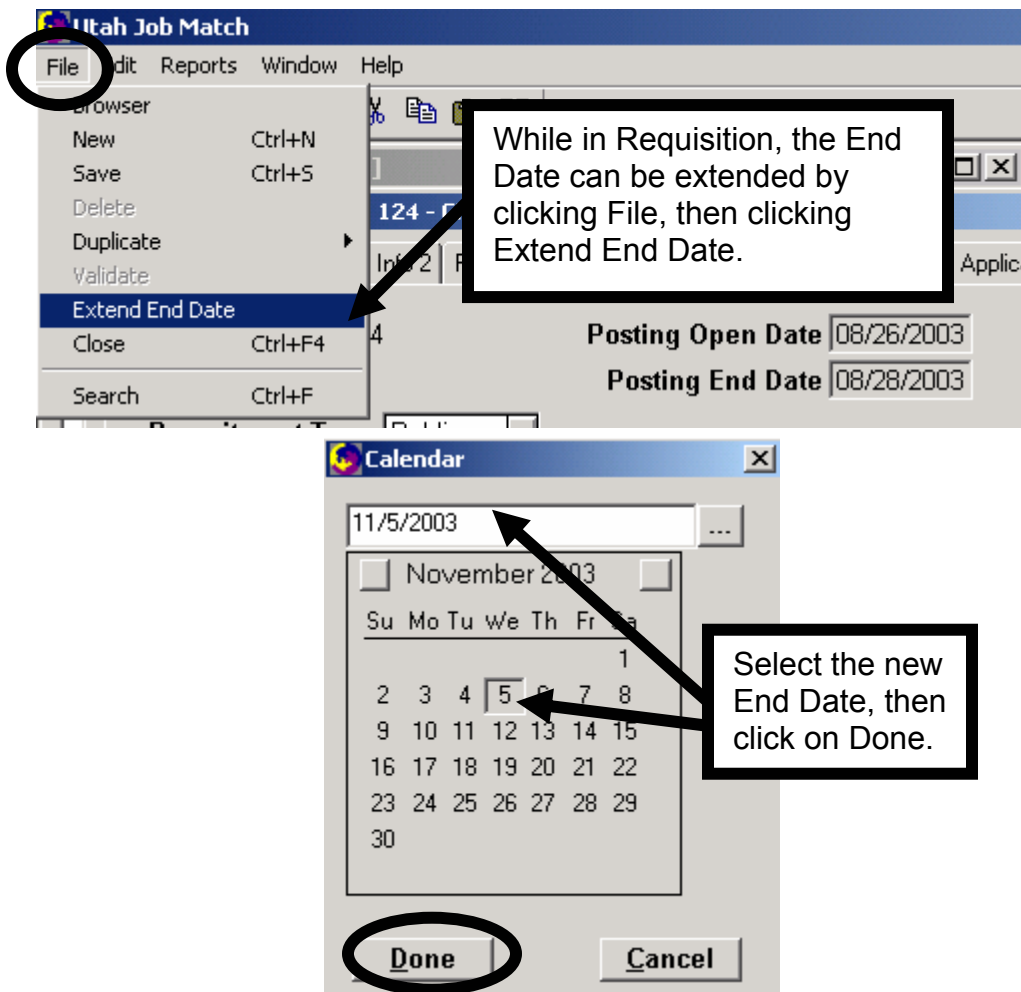 Utah Job Match
File Edit Reports Window Help
Browser
New Ctrl+N
Save Ctrl+S
Delete
Duplicate
Validate
Extend End Date
Close Ctrl+F4
Search Ctrl+F
While in Requisition, the End
Date can be extended by
clicking File, then clicking
Extend End Date.
124 -
Info 2
Posting Open Date 08/26/2003
Posting End Date 08/28/2003
Calendar
11/5/2003 ...
November 2003
Su Mo Tu We Th Fr Sa
1
2 3 4 5 6 7 8
9 10 11 12 13 14 15
16 17 18 19 20 21 22
23 24 25 26 27 28 29
30
Select the new
End Date, then
click on Done.
Done Cancel